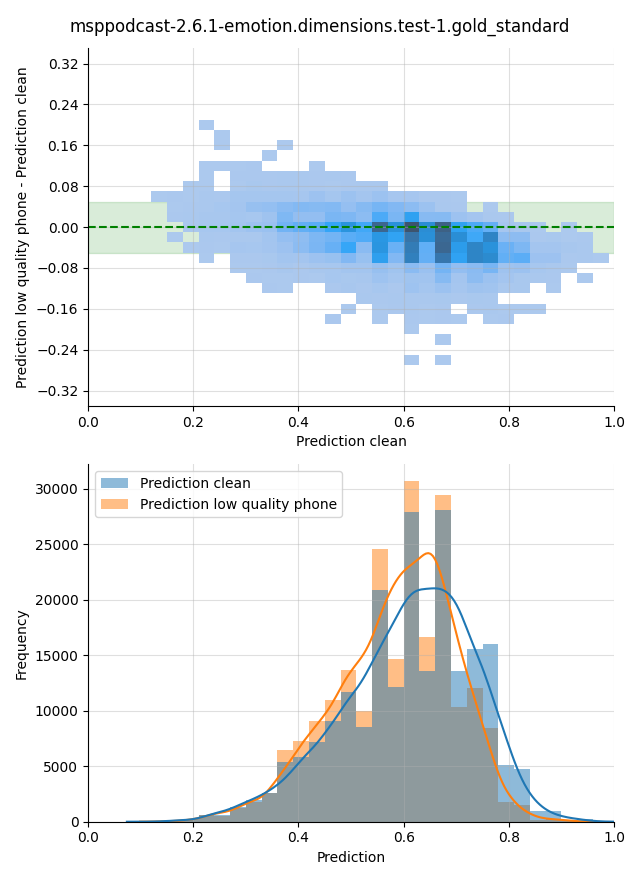 msppodcast-2.6.1-emotion.dimensions.test-1.gold_standard
Prediction low quality phone - Prediction clean
0.32
0.24
0.16
0.08
0.00
−0.08
−0.16
−0.24
−0.32
0.0 0.2 0.4 0.6 0.8 1.0
Prediction clean
Prediction clean
Prediction low quality phone
Frequency
30000
25000
20000
15000
10000
5000
0
0.0 0.2 0.4 0.6 0.8 1.0
Prediction